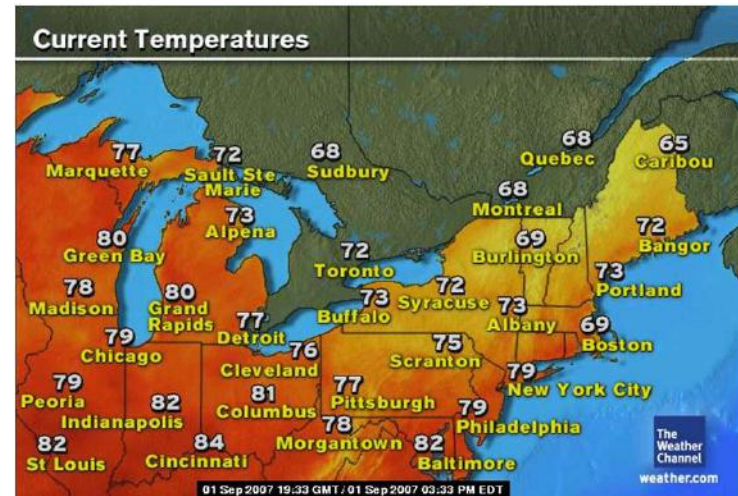 Current Temperatures
77
Marquette
72
Sault Ste
Marie
68
Sudbury
68
Quebec
65
Caribou
68
Montreal
73
Alpena
80
Green Bay
72
Toronto
69
Burlington
72
Bangor
78
Madison
80
Grand
Rapids
73
Buffalo
72
Syracuse
73
Albany
73
Portland
79
Chicago
77
Detroit
76
Cleveland
75
Scranton
69
Boston
79
Peoria
82
Indianapolis
81
Columbus
77
Pittsburgh
79
New York City
79
Philadelphia
82
St Louis
84
Cincinnati
78
Morgantown
82
Baltimore
The
Weather
Channel
weather.com
01 Sep 2007 19:33 GMT / 01 Sep 2007 03:33 PM EDT